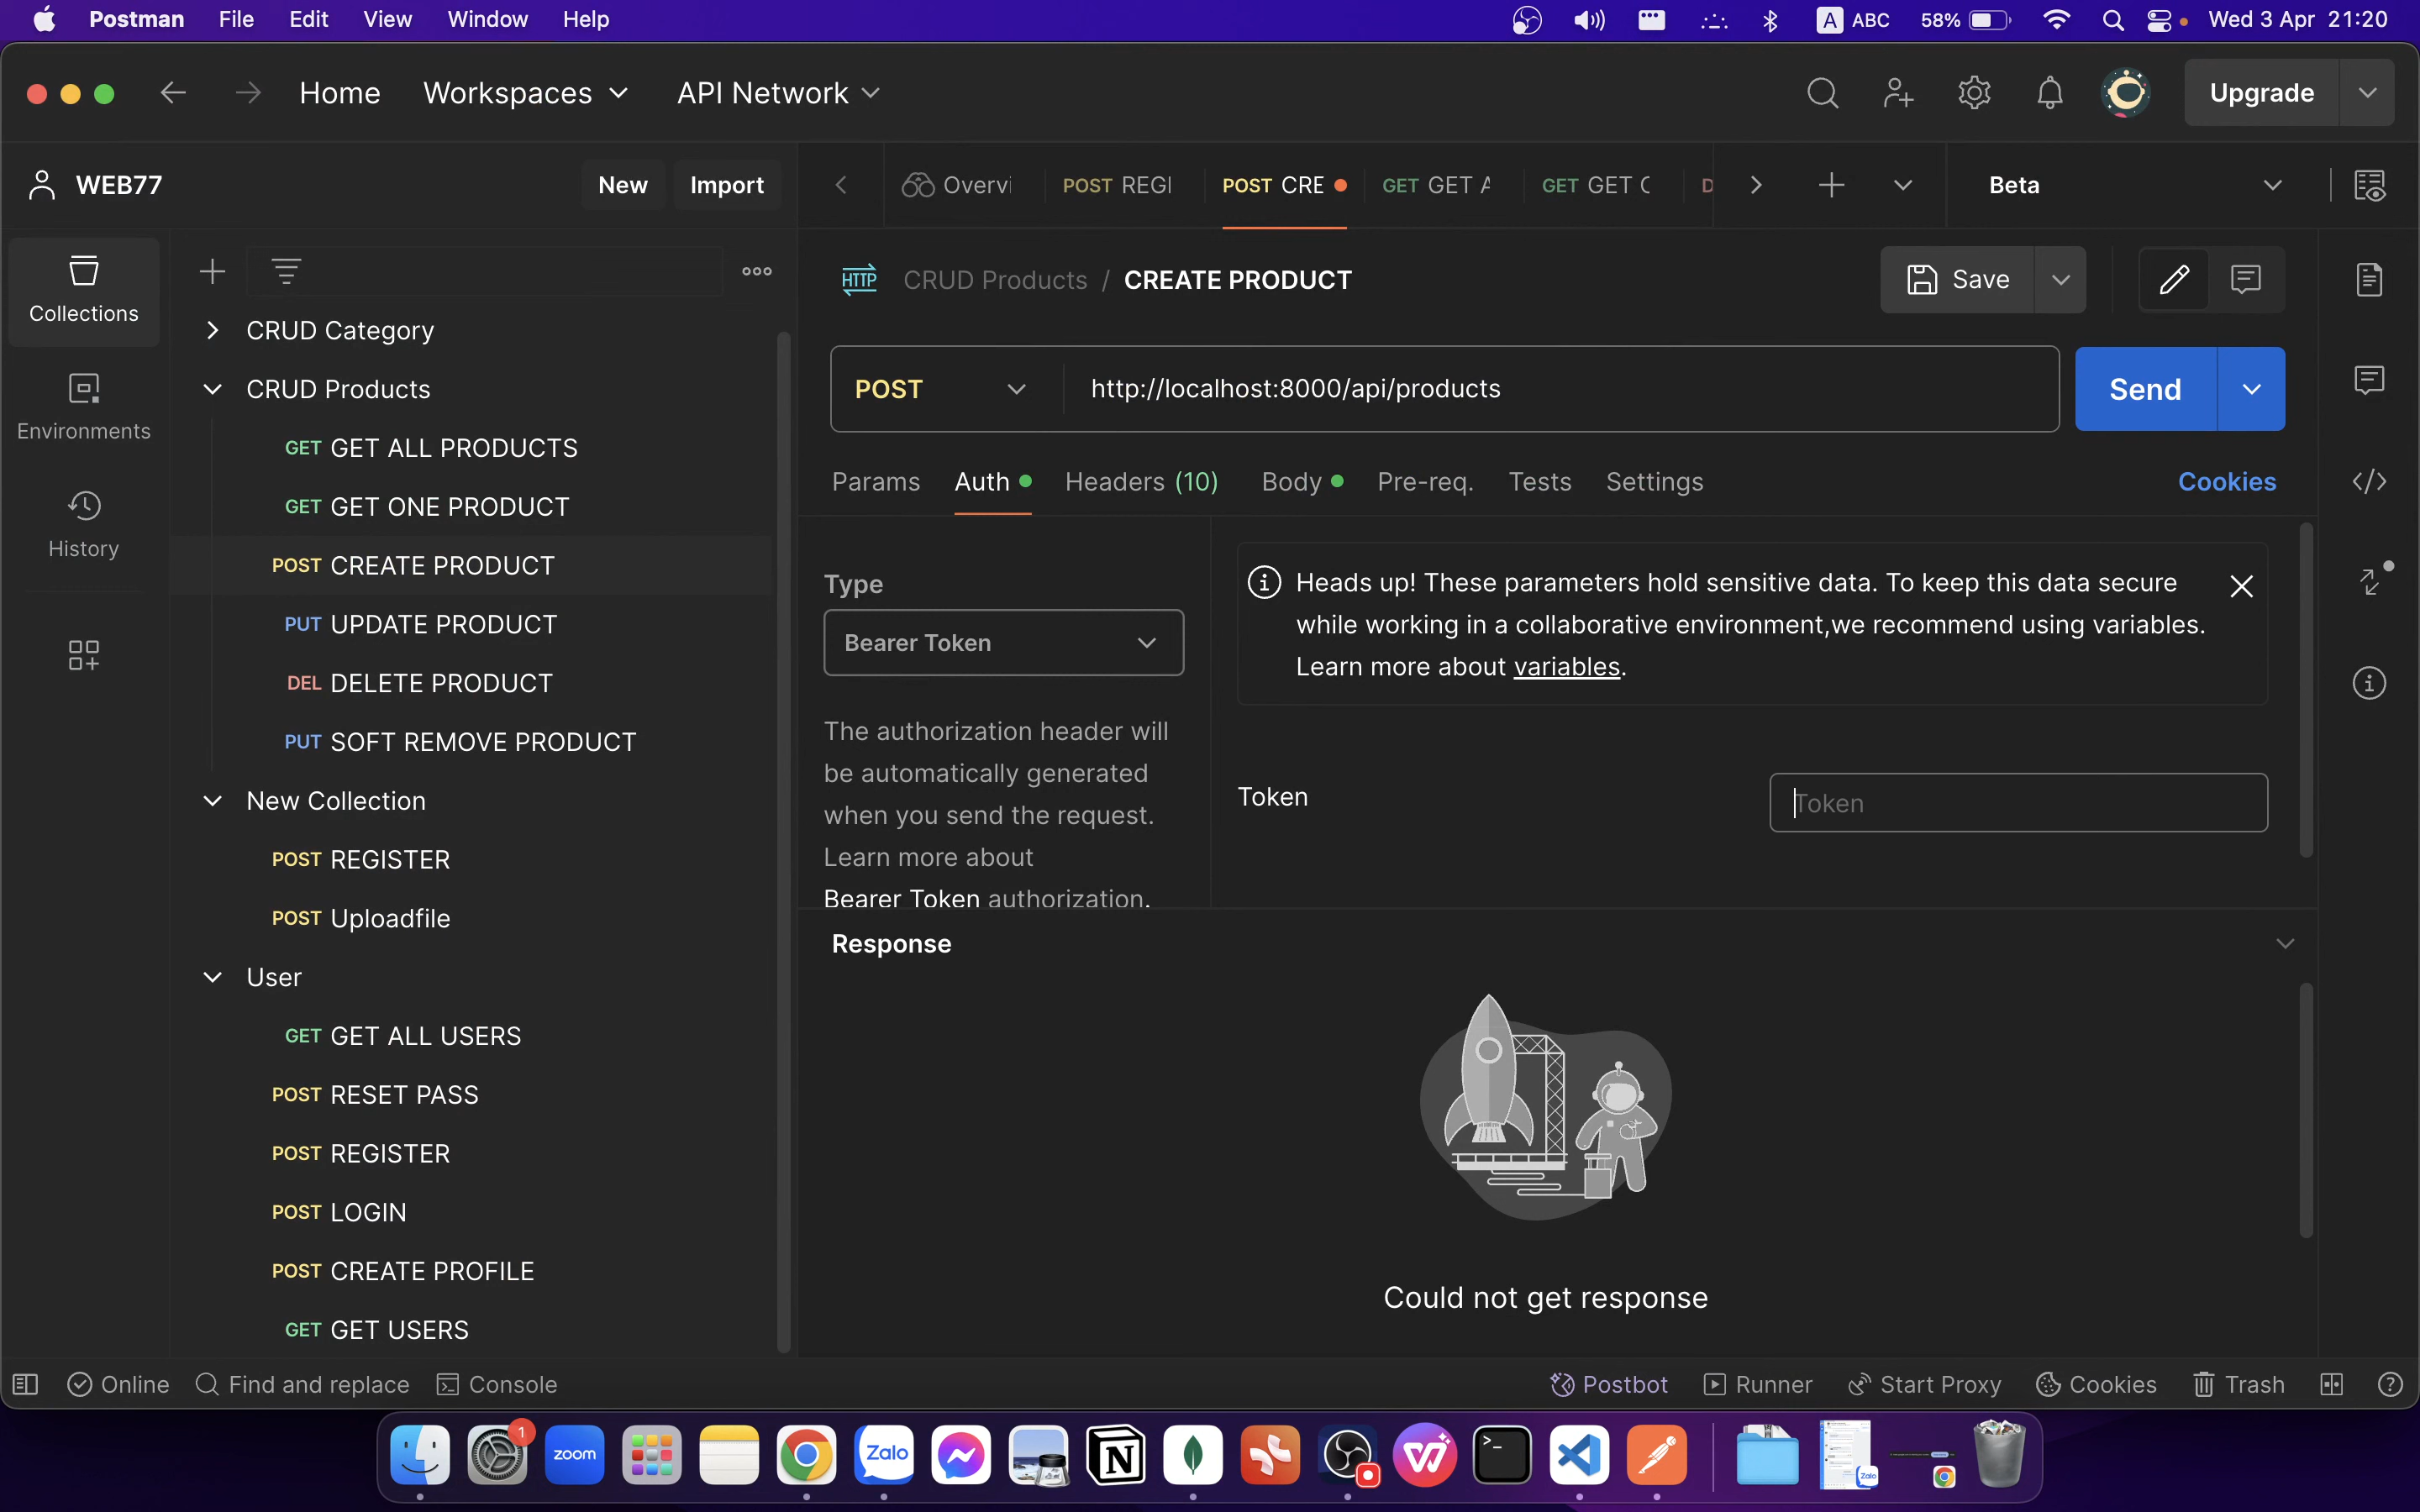 Postman File Edit View Window Help
A ABC 58% Wed 3 Apr 21:20
Home Workspaces API Network
Upgrade
WEB77
New Import
Overvi POST REGI POST CRE GET GET A GET GET C
Beta
Collections
Environments
History
CRUD Category
CRUD Products
GET GET ALL PRODUCTS
GET GET ONE PRODUCT
POST CREATE PRODUCT
PUT UPDATE PRODUCT
DEL DELETE PRODUCT
PUT SOFT REMOVE PRODUCT
New Collection
POST REGISTER
POST Uploadfile
User
GET GET ALL USERS
POST RESET PASS
POST REGISTER
POST LOGIN
POST CREATE PROFILE
GET GET USERS
HTTP CRUD Products / CREATE PRODUCT
Save
POST http://localhost:8000/api/products
Send
Params Auth Headers (10) Body Pre-req. Tests Settings
Cookies
Type
Bearer Token
The authorization header will
be automatically generated
when you send the request.
Learn more about
Bearer Token authorization.
Heads up! These parameters hold sensitive data. To keep this data secure
while working in a collaborative environment,we recommend using variables.
Learn more about variables.
Token
Token
Response
Could not get response
Online Find and replace Console
Postbot Runner Start Proxy Cookies Trash
1
zoom
Zalo
N
Zalo